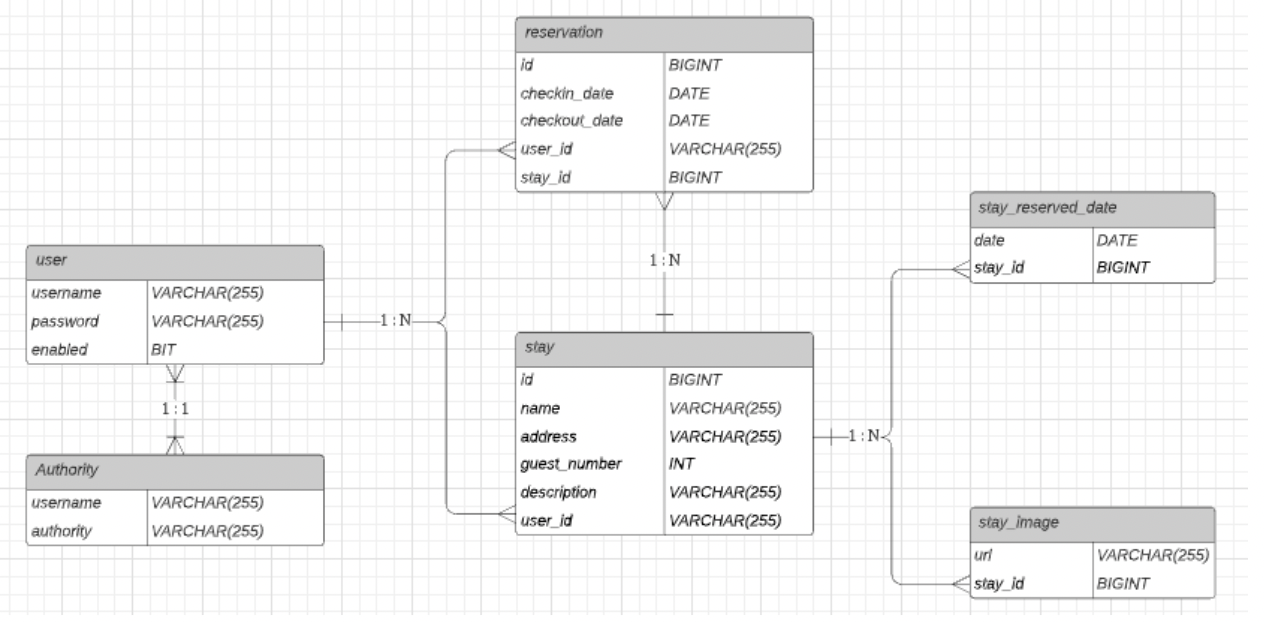 reservation
id BIGINT
checkin_date DATE
checkout_date DATE
user_id VARCHAR(255)
stay_id BIGINT
stay_reserved_date
date DATE
stay_id BIGINT
user
username VARCHAR(255)
password VARCHAR(255)
enabled BIT
1:N
1:N
1:1
Authority
username VARCHAR(255)
authority VARCHAR(255)
stay
id BIGINT
name VARCHAR(255)
address VARCHAR(255)
guest_number INT
description VARCHAR(255)
user_id VARCHAR(255)
1:N
stay_image
url VARCHAR(255)
stay_id BIGINT